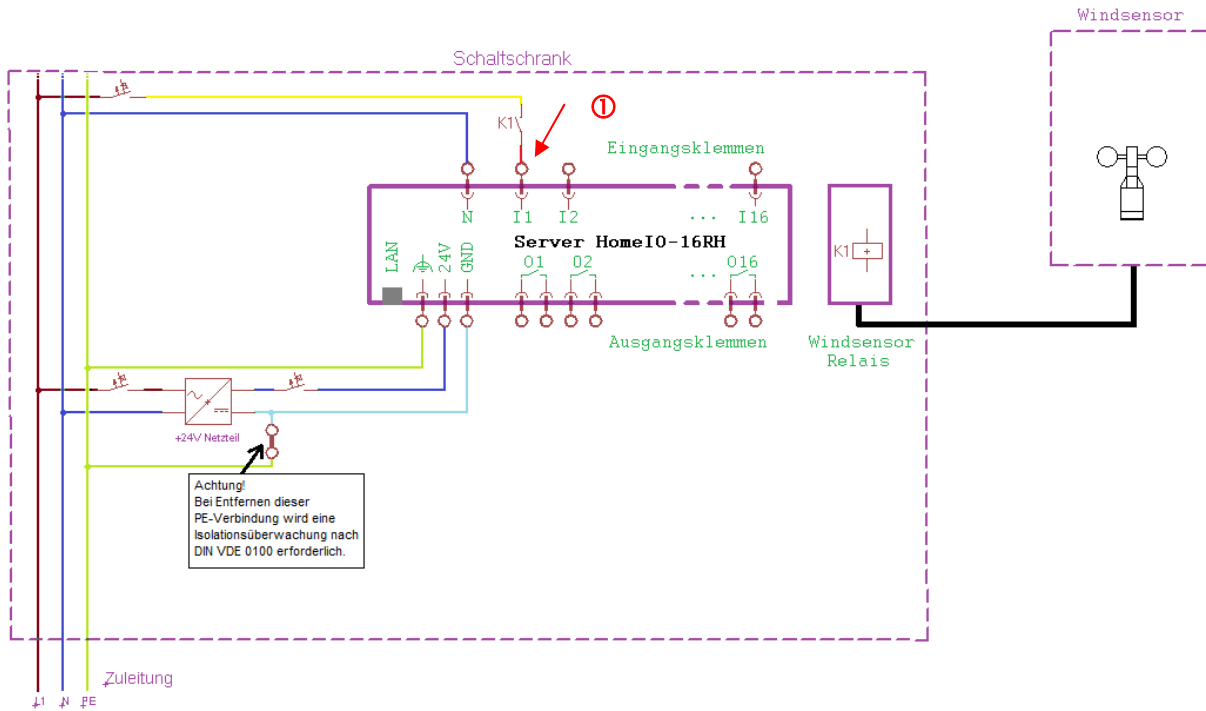 Windsensor
Schaltschrank
①
K1
Eingangsklemmen
N I1 I2 ... I16
Server HomeIO-16RH
LAN 24V GND O1 O2 ... O16
K1
Ausgangsklemmen
Windsensor
Relais
+24V Netzteil
Achtung!
Bei Entfernen dieser
PE-Verbindung wird eine
Isolationsüberwachung nach
DIN VDE 0100 erforderlich.
Zuleitung
L1 N PE